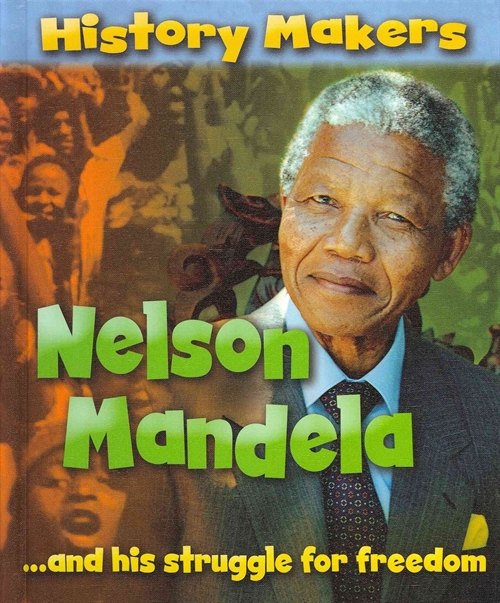 History Makers
Nelson
Mandela
...and his struggle for freedom